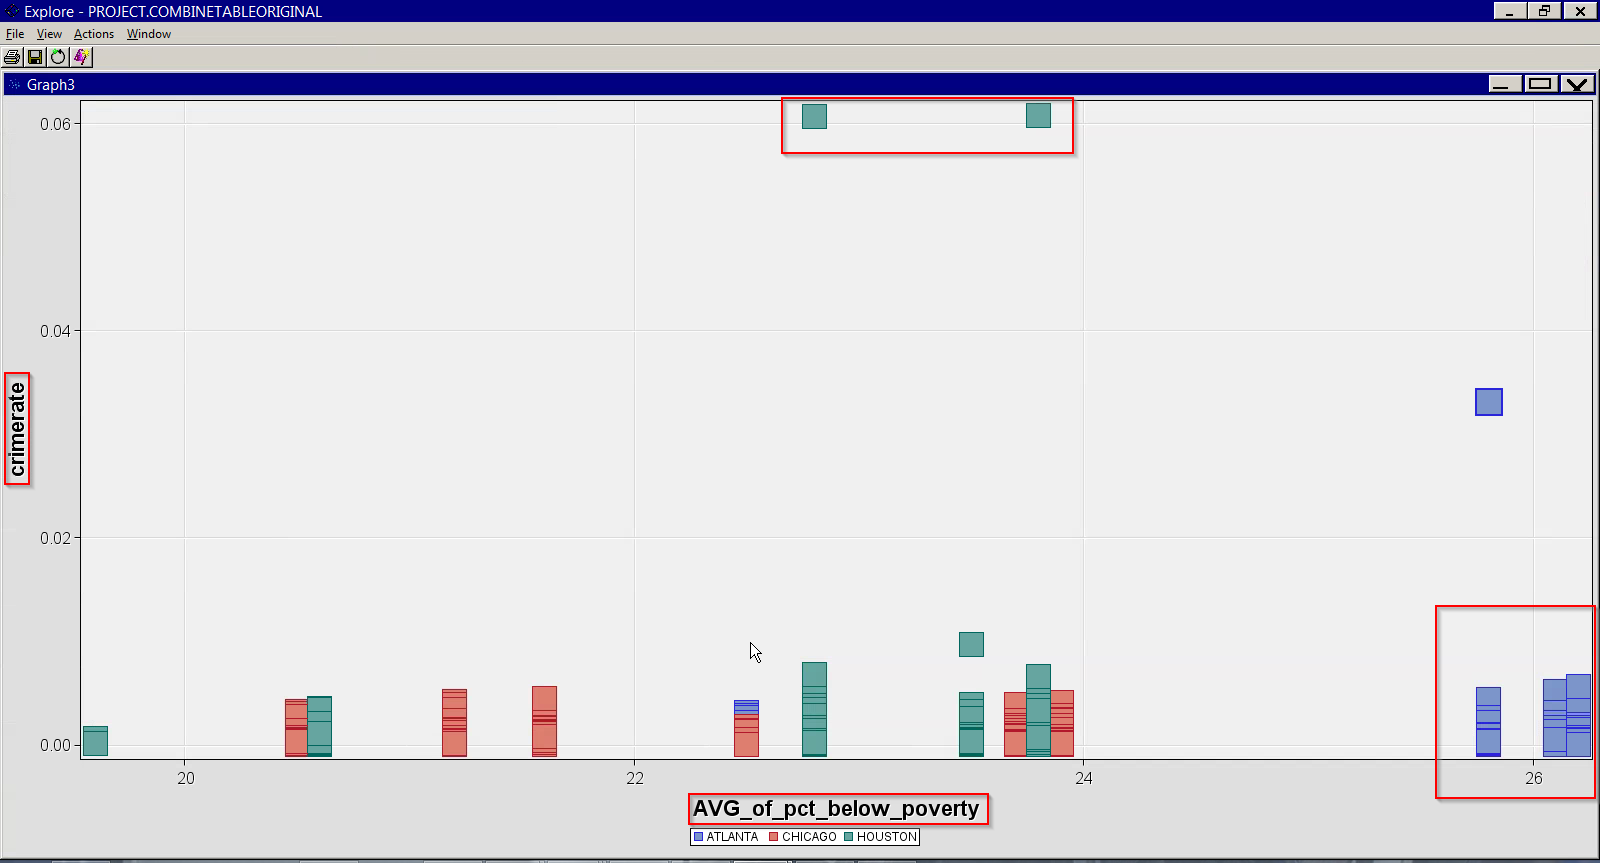 Explore - PROJECT.COMBINETABLEORIGINAL
File View Actions Window
Graph3
0.06
0.04
0.02
0.00
crimerate
20 22 24 26
AVG_of_pct_below_poverty
ATLANTA CHICAGO HOUSTON